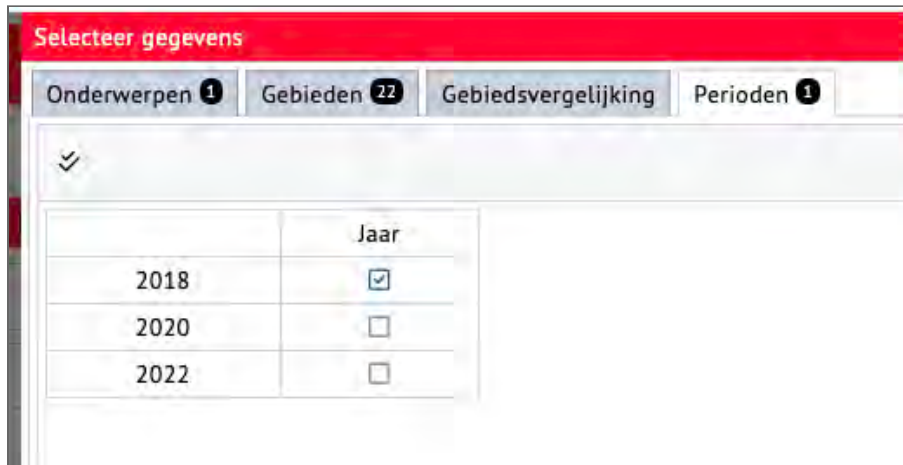 Selecteer gegevens
Onderwerpen 1 Gebieden 22 Gebiedsvergelijking Perioden 1
Jaar
2018
2020
2022